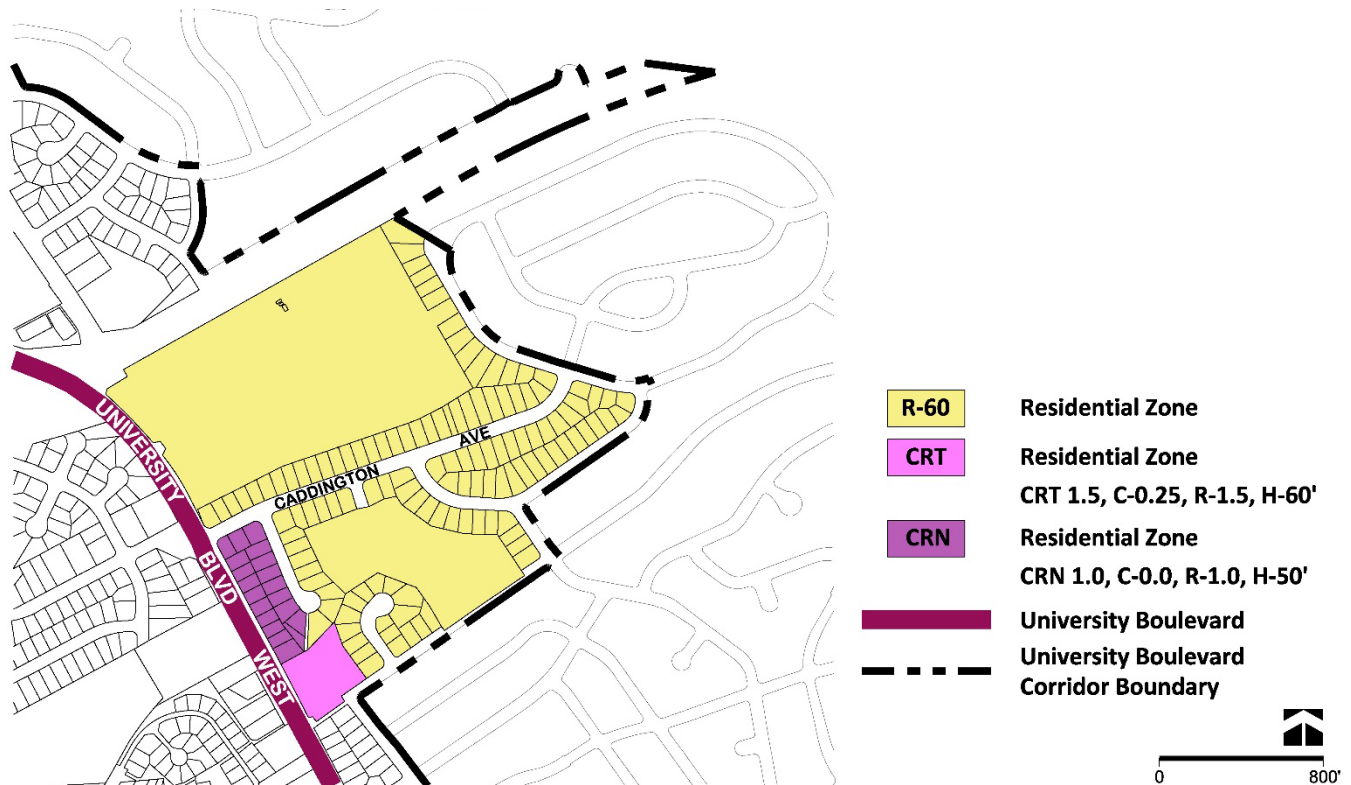 UNIVERSITY
BLVD
WEST
CADDINGTON
AVE
R-60 Residential Zone
CRT Residential Zone
CRT 1.5, C-0.25, R-1.5, H-60'
CRN Residential Zone
CRN 1.0, C-0.0, R-1.0, H-50'
University Boulevard
University Boulevard
Corridor Boundary
0 800'